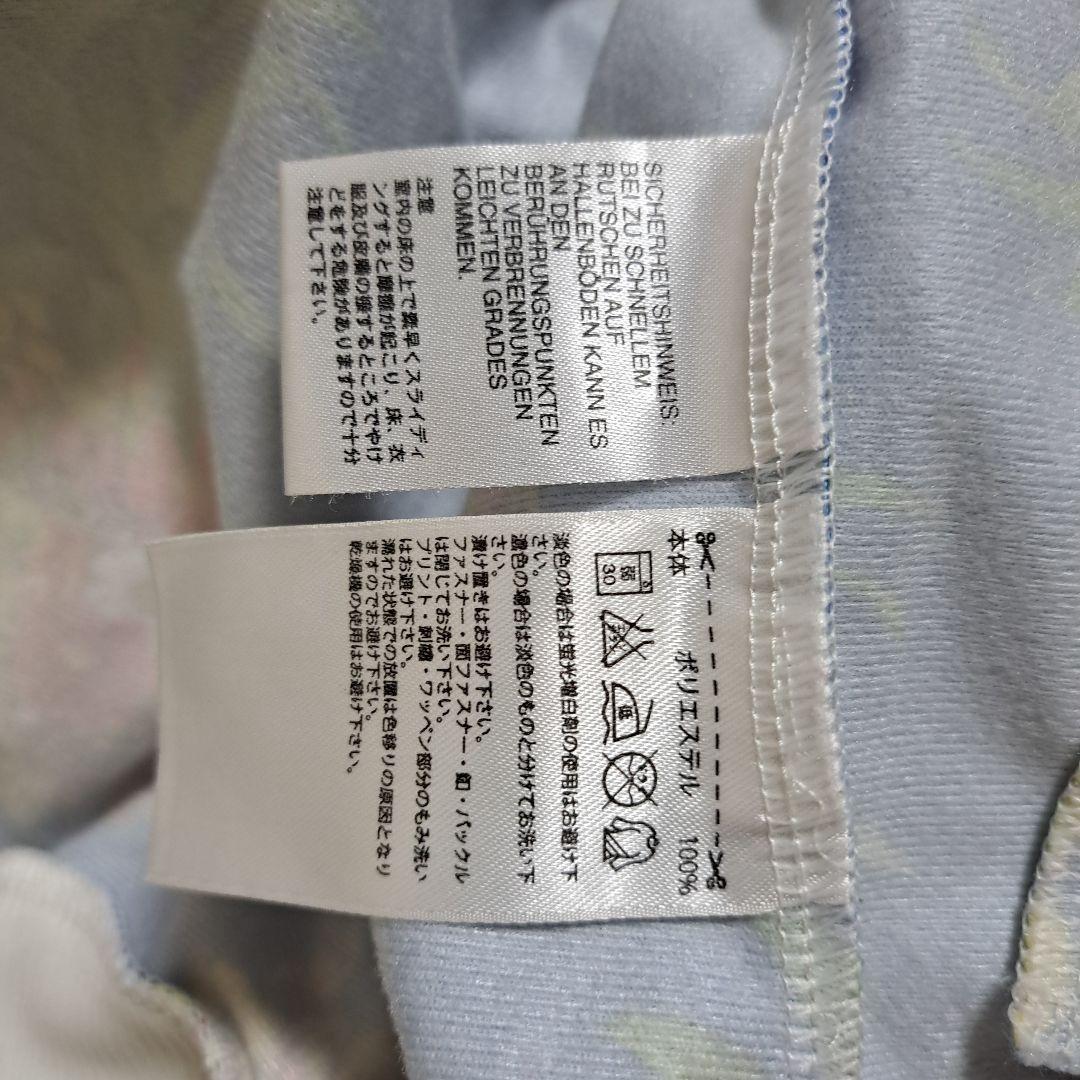 SICHERHEITSHINWEIS:
BEI ZU SCHNELLEM
RUTSCHEN AUF
HALLENBÖDEN KANN ES
AN DEN
BERÜHRUNGSPUNKTEN
ZU VERBRENNUNGEN
LEICHTEN GRADES
KOMMEN.
注意
室内の床の上で素早くスライディ
ングすると摩擦が起こり、床、衣
服及び皮膚の接するところでやけ
どをする危険がありますので十分
注意して下さい。
本体
ポリエステル 100%
弱
30
淡色の場合は蛍光増白剤の使用はお避け下
さい。
濃色の場合は淡色のものと分けてお洗い下
さい。
漬け置きはお避け下さい。
ファスナー・面ファスナー・釦・バックル
は閉じてお洗い下さい。
プリント・刺繍・ワッペン部分のもみ洗い
はお避け下さい。
濡れた状態での放置は色移りの原因となり
ますのでお避け下さい。
乾燥機の使用はお避け下さい。